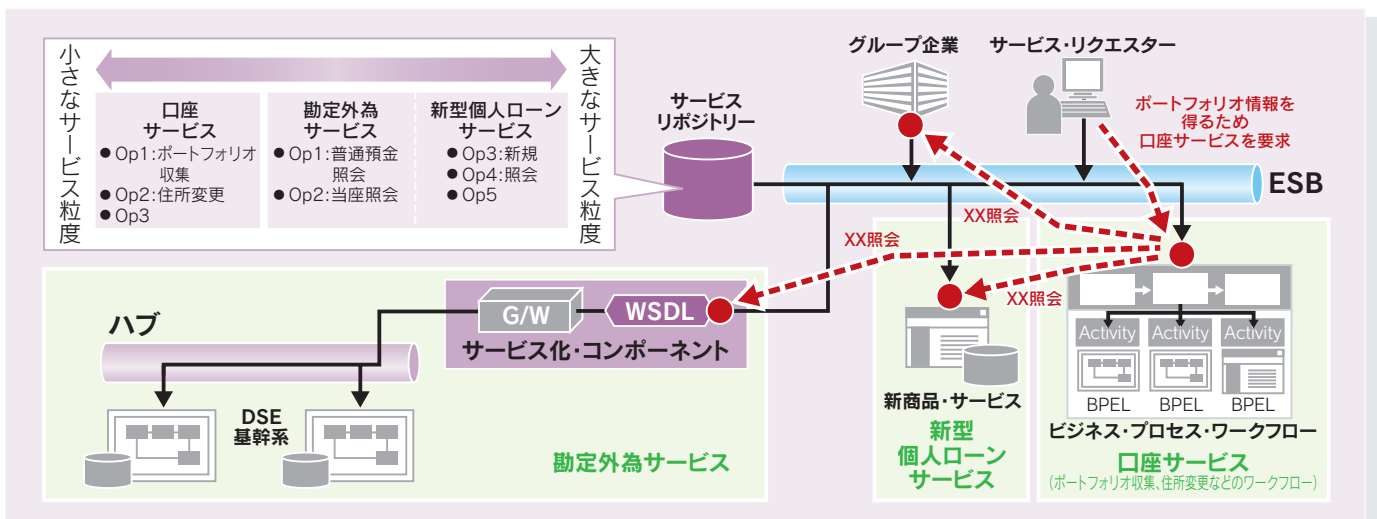 小さなサービス粒度
大きなサービス粒度
口座
サービス
●Op1:ポートフォリオ
収集
●Op2:住所変更
●Op3
勘定外為
サービス
●Op1:普通預金
照会
●Op2:当座照会
新型個人ローン
サービス
●Op3:新規
●Op4:照会
●Op5
サービス
リポジトリー
グループ企業
サービス・リクエスター
ポートフォリオ情報を
得るため
口座サービスを要求
ESB
XX照会
XX照会
XX照会
ハブ
G/W
WSDL
サービス化・コンポーネント
DSE
基幹系
勘定外為サービス
新商品・サービス
新型
個人ローン
サービス
Activity
Activity
Activity
BPEL
BPEL
BPEL
ビジネス・プロセス・ワークフロー
口座サービス
(ポートフォリオ収集、住所変更などのワークフロー)